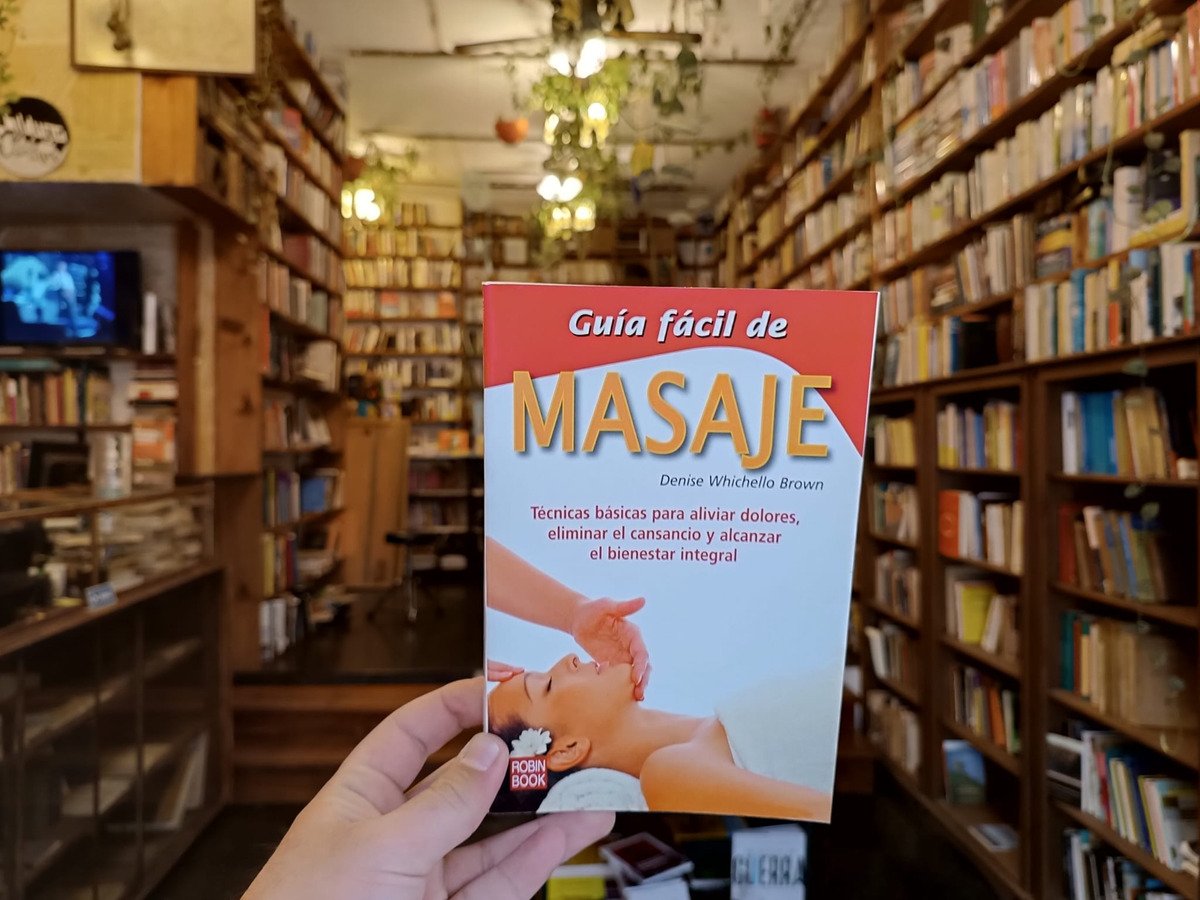 Guía fácil de
MASAJE
Denise Whichello Brown
Técnicas básicas para aliviar dolores,
eliminar el cansancio y alcanzar
el bienestar integral
ROBIN
BOOK
GUERRA